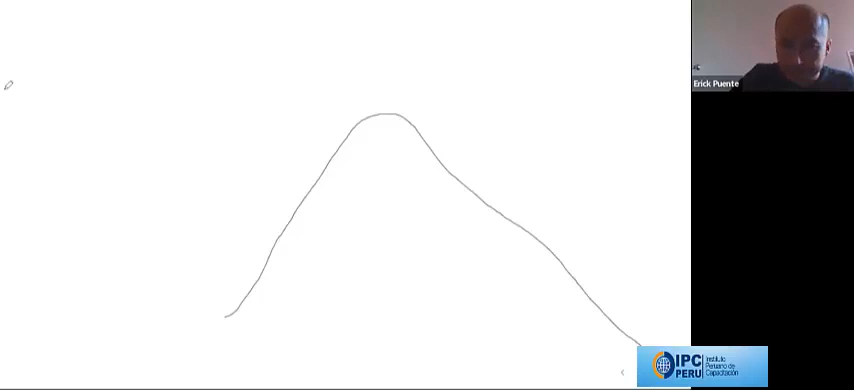 Erick Puente
IPC
PERU
Instituto
Peruano de
Capacitación